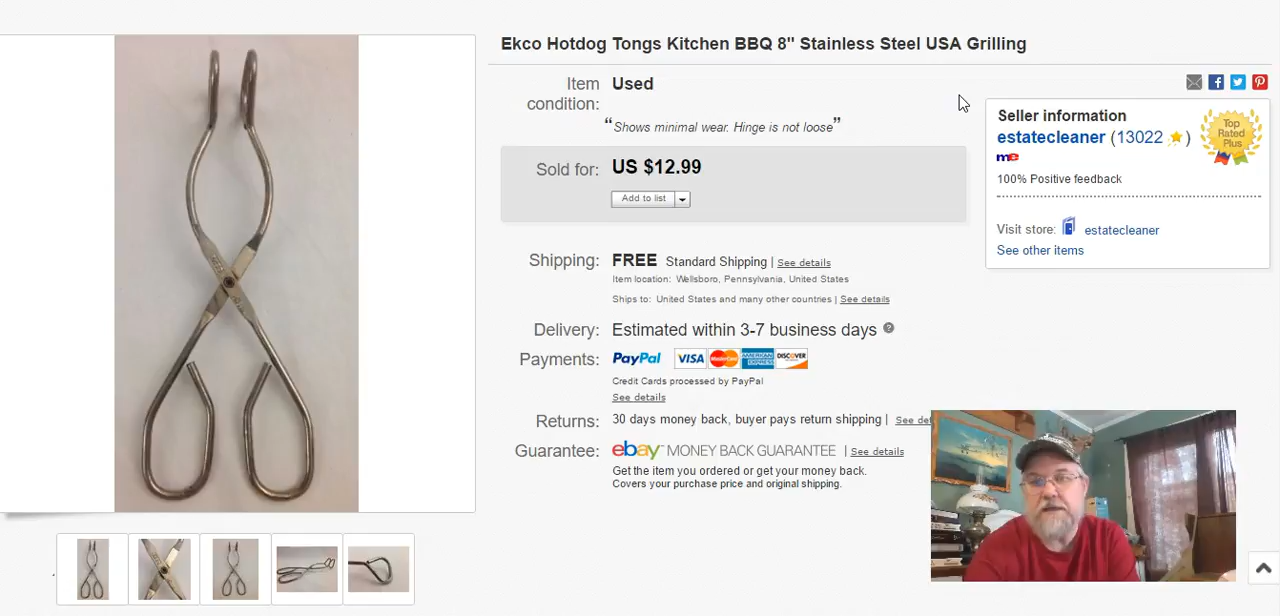 Ekco Hotdog Tongs Kitchen BBQ 8" Stainless Steel USA Grilling
Item condition:
Used
“Shows minimal wear. Hinge is not loose”
Sold for:
US $12.99
Add to list
Shipping:
FREE Standard Shipping | See details
Item location: Wellsboro, Pennsylvania, United States
Ships to: United States and many other countries | See details
Delivery:
Estimated within 3-7 business days
Payments:
PayPal VISA MasterCard AMERICAN EXPRESS DISCOVER
Credit Cards processed by PayPal
See details
Returns:
30 days money back, buyer pays return shipping | See det
Guarantee:
ebay MONEY BACK GUARANTEE | See details
Get the item you ordered or get your money back.
Covers your purchase price and original shipping.
Seller information
estatecleaner (13022)
me
100% Positive feedback
Top Rated Plus
Visit store: estatecleaner
See other items